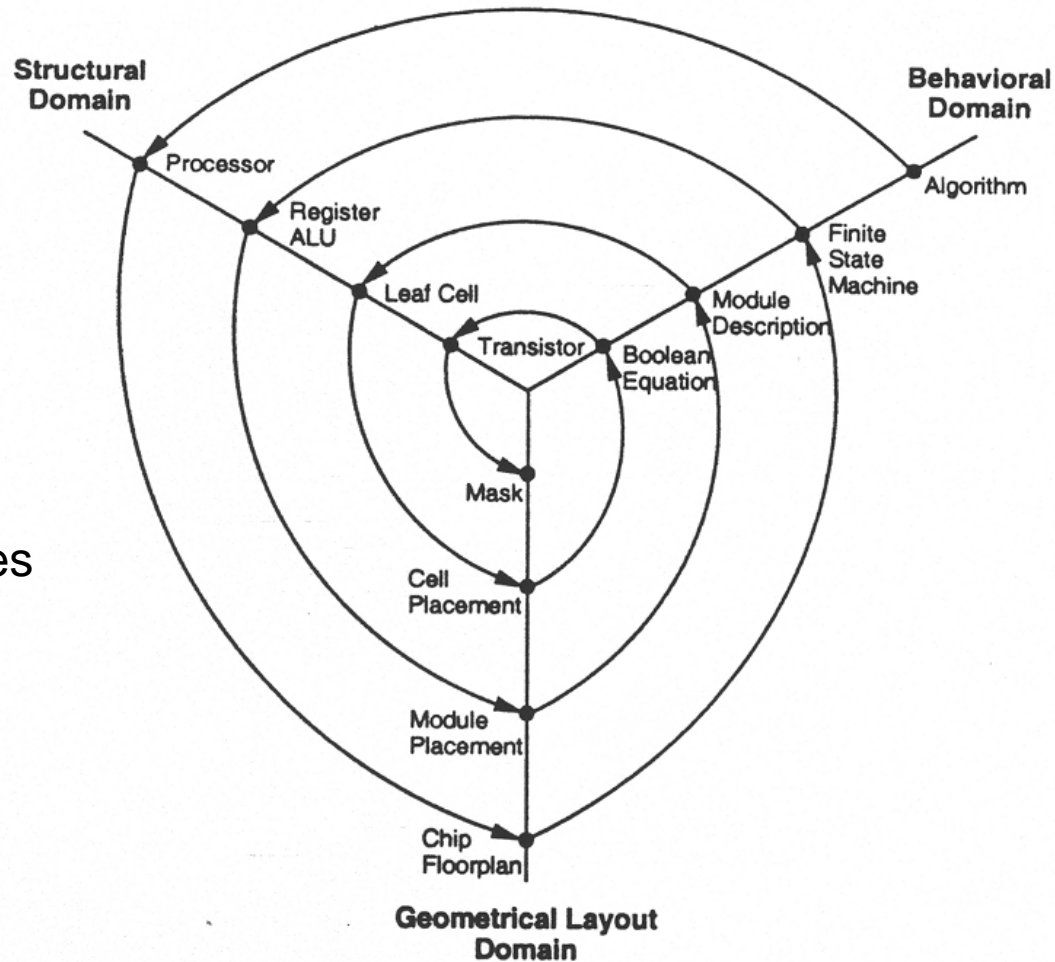 Structural
Domain
Behavioral
Domain
Processor
Algorithm
Register
ALU
Finite
State
Machine
Leaf Cell
Module
Description
Transistor
Boolean
Equation
Mask
es
Cell
Placement
Module
Placement
Chip
Floorplan
Geometrical Layout
Domain